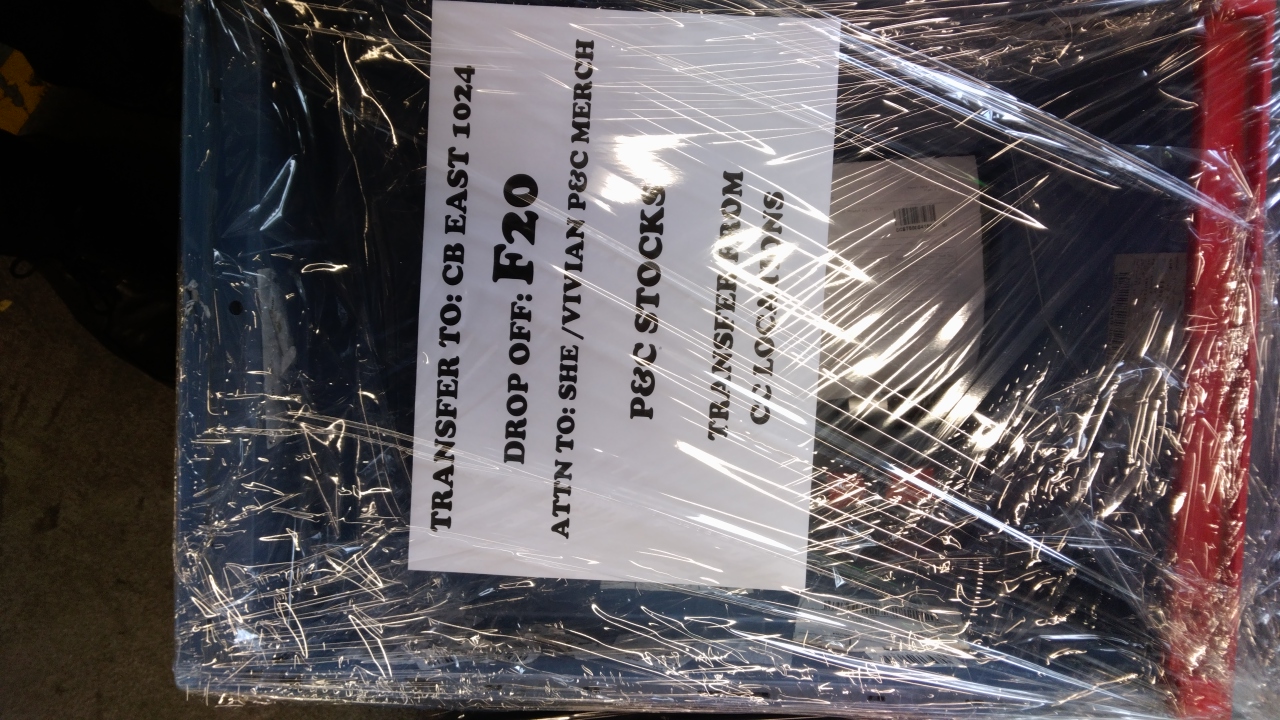 TRANSFER TO: CB EAST 1024
DROP OFF: F20
ATTN TO: SHE /VIVIAN P&C MERCH
P&C STOCKS
TRANSFER FROM
CC LOCATIONS